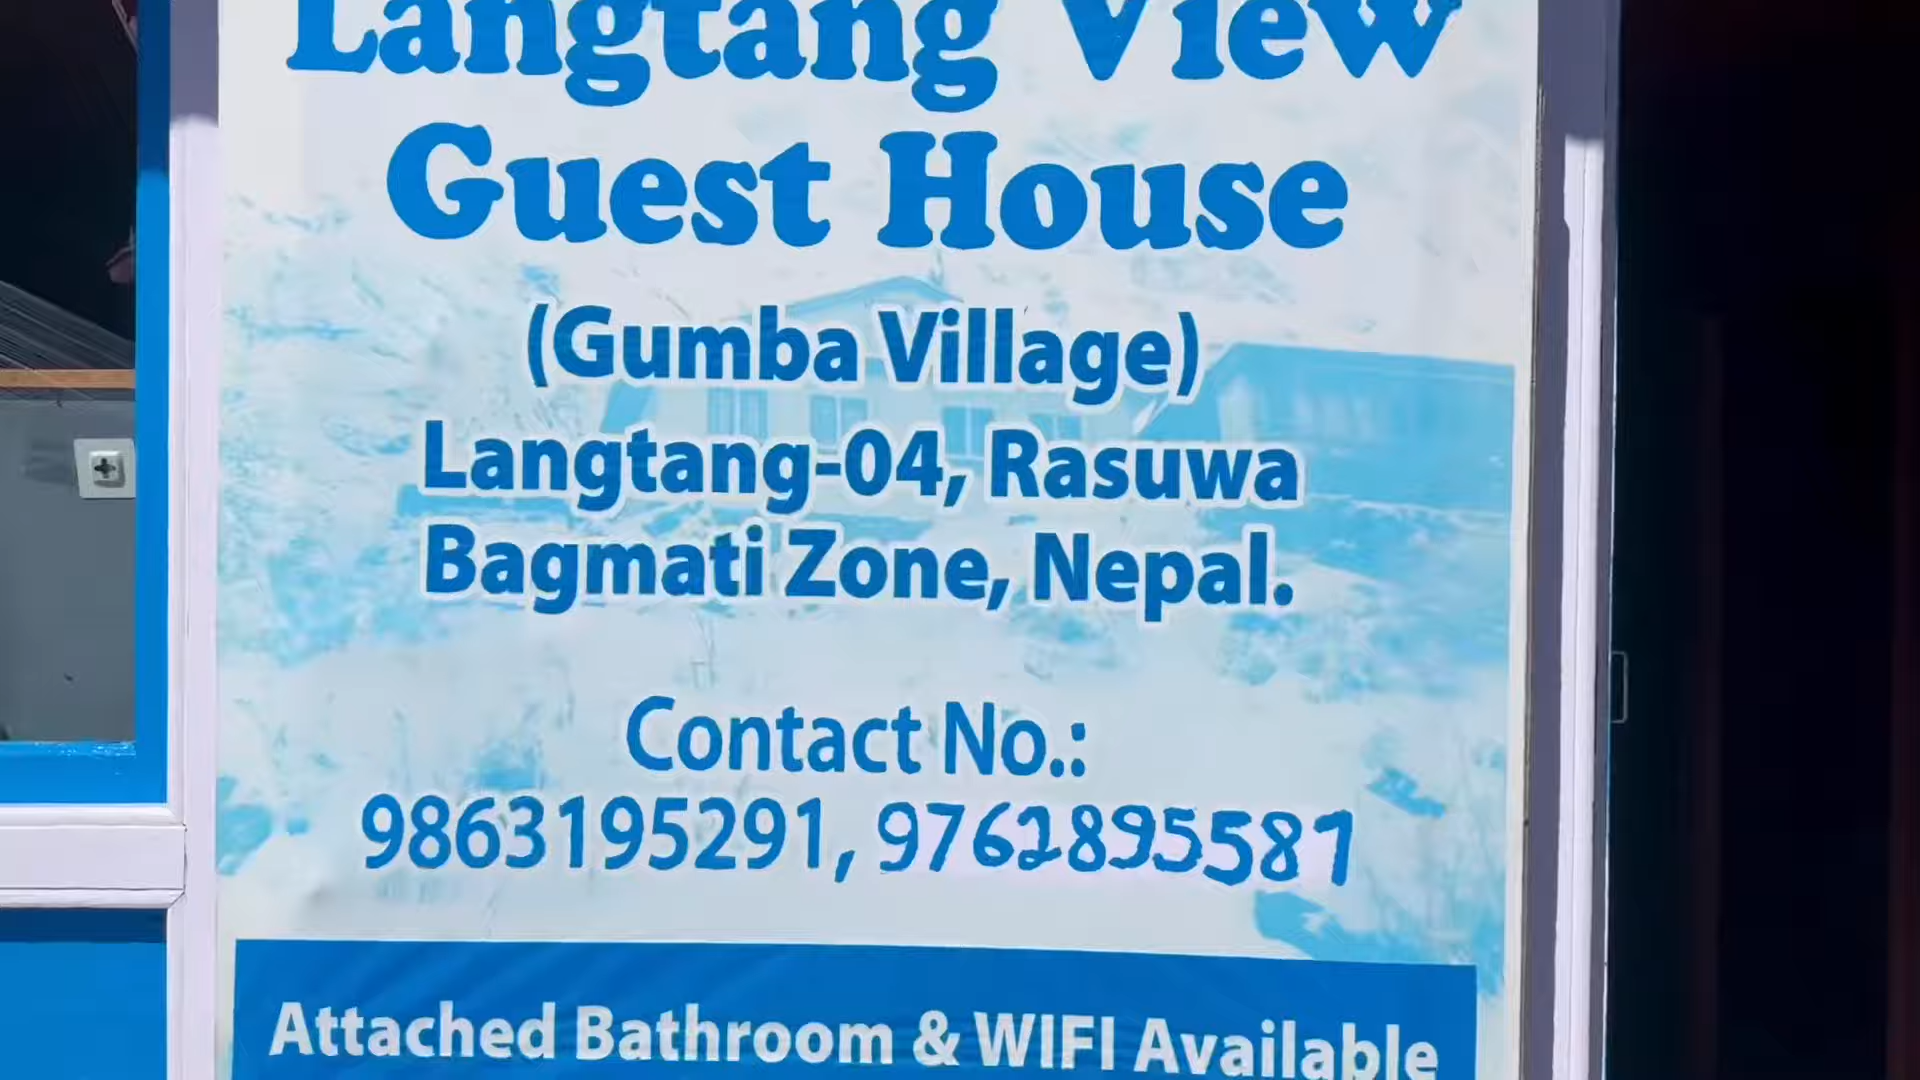 Langtang View
Guest House
(Gumba Village)
Langtang-04, Rasuwa
Bagmati Zone, Nepal.
Contact No.:
9863195291, 9762895581
Attached Bathroom & WIFI Available